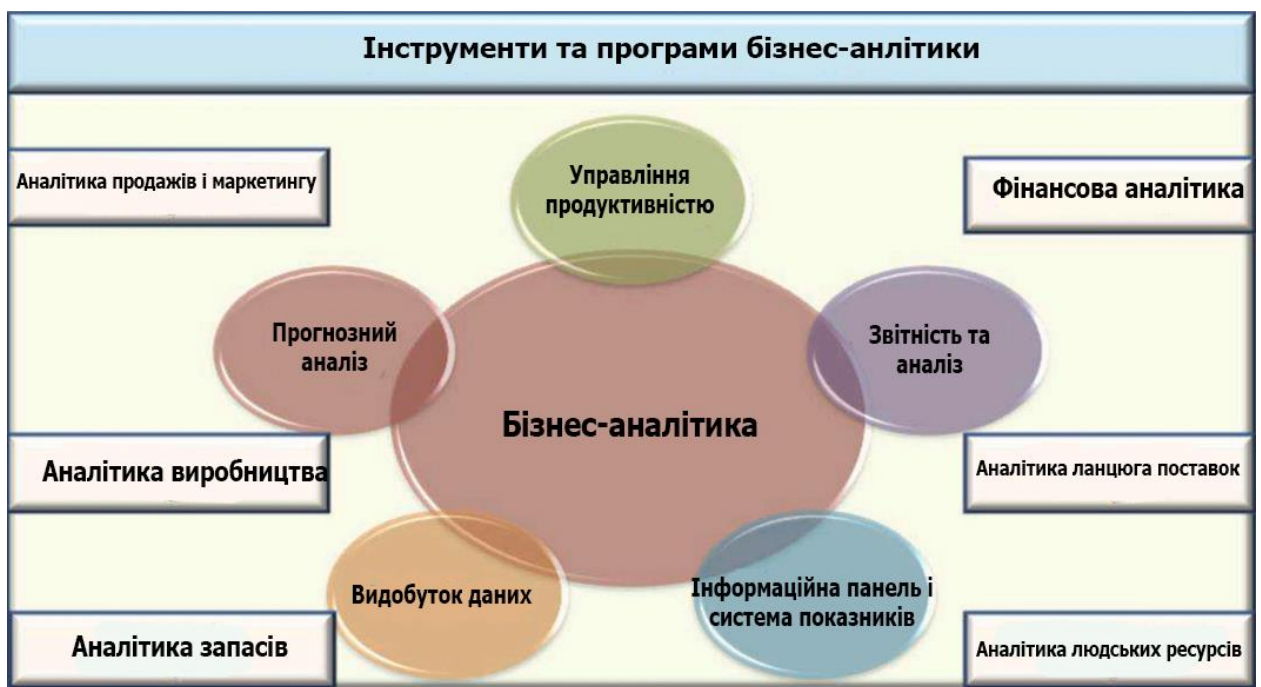 Інструменти та програми бізнес-анлітики
Аналітика продажів і маркетингу
Управління
продуктивністю
Фінансова аналітика
Прогнозний
аналіз
Звітність та
аналіз
Бізнес-аналітика
Аналітика виробництва
Аналітика ланцюга поставок
Видобуток даних
Інформаційна панель і
система показників
Аналітика запасів
Аналітика людських ресурсів